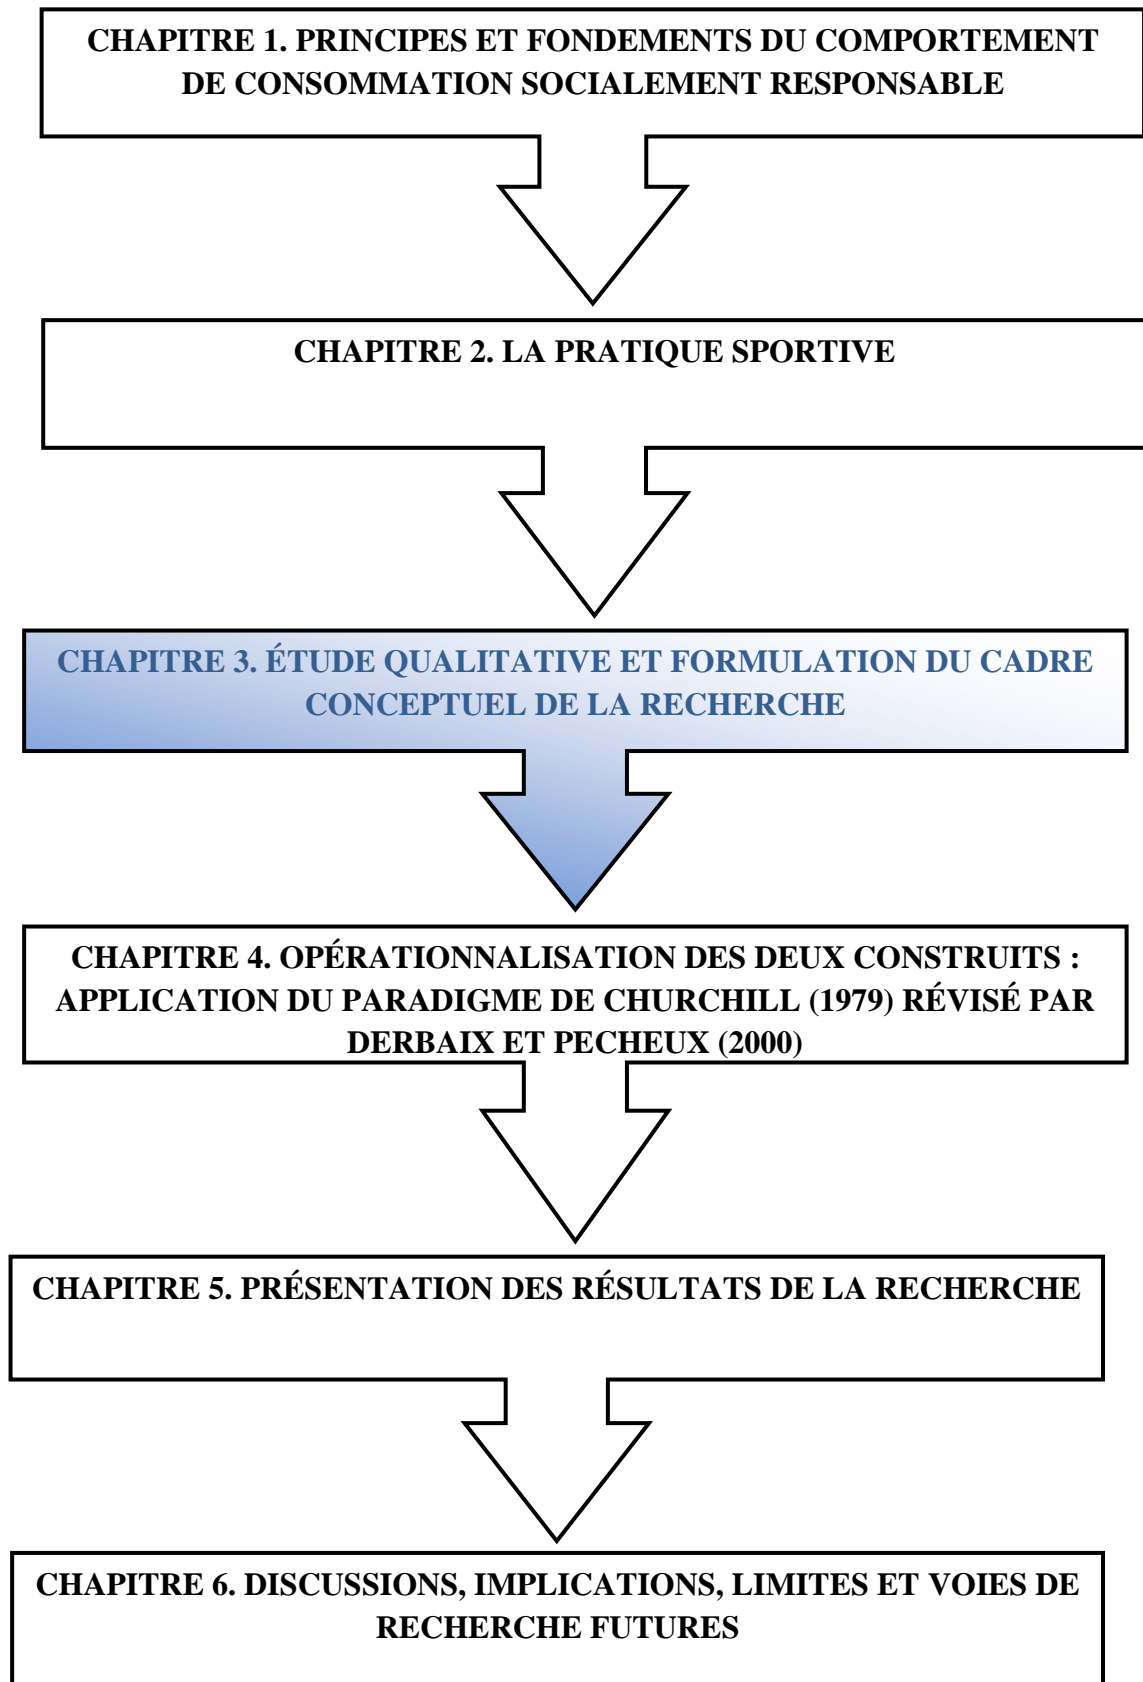 CHAPITRE 1. PRINCIPES ET FONDEMENTS DU COMPORTEMENT
DE CONSOMMATION SOCIALEMENT RESPONSABLE
CHAPITRE 2. LA PRATIQUE SPORTIVE
CHAPITRE 3. ÉTUDE QUALITATIVE ET FORMULATION DU CADRE
CONCEPTUEL DE LA RECHERCHE
CHAPITRE 4. OPÉRATIONNALISATION DES DEUX CONSTRUITS :
APPLICATION DU PARADIGME DE CHURCHILL (1979) RÉVISÉ PAR
DERBAIX ET PECHEUX (2000)
CHAPITRE 5. PRÉSENTATION DES RÉSULTATS DE LA RECHERCHE
CHAPITRE 6. DISCUSSIONS, IMPLICATIONS, LIMITES ET VOIES DE
RECHERCHE FUTURES